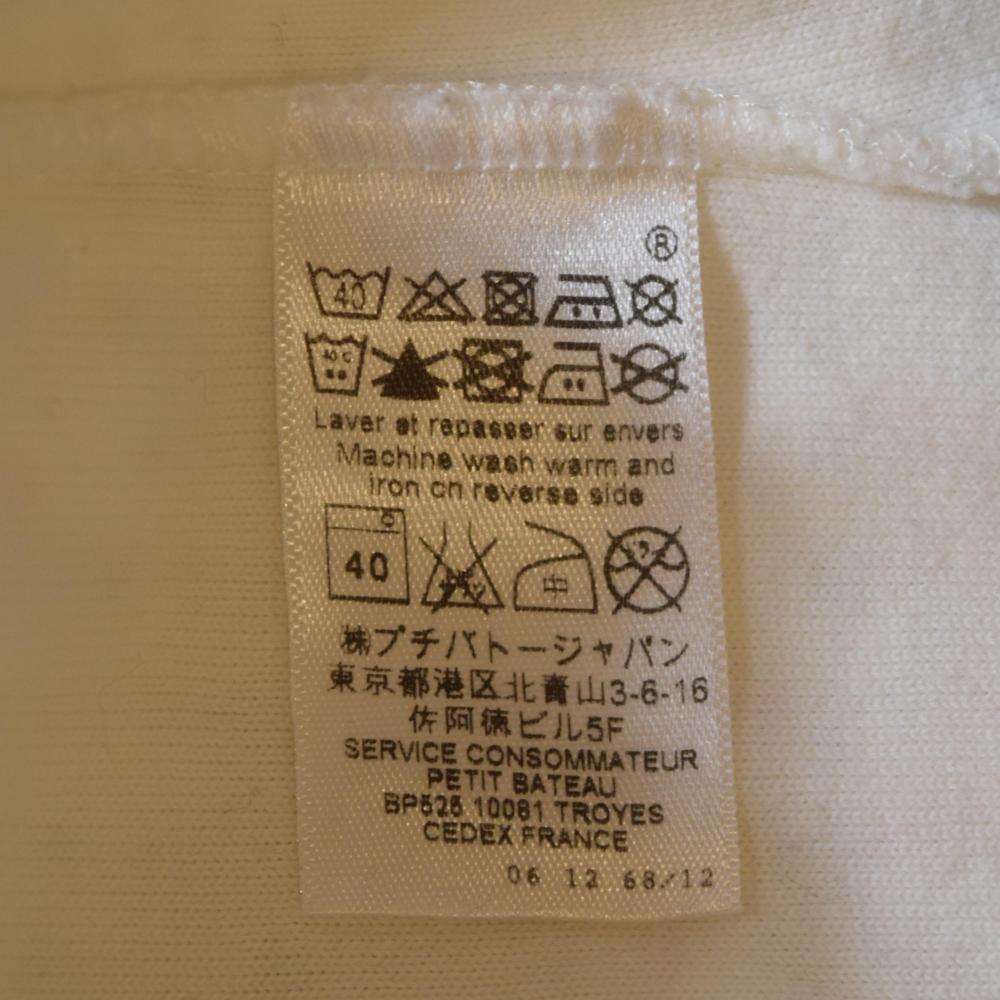 ®
40
40 C
Laver et repasser sur envers
Machine wash warm and
iron on reverse side
40
中
㈱プチバトージャパン
東京都港区北青山3-6-16
佐阿徳ビル5F
SERVICE CONSOMMATEUR
PETIT BATEAU
BP525 10081 TROYES
CEDEX FRANCE
06 12 68/12